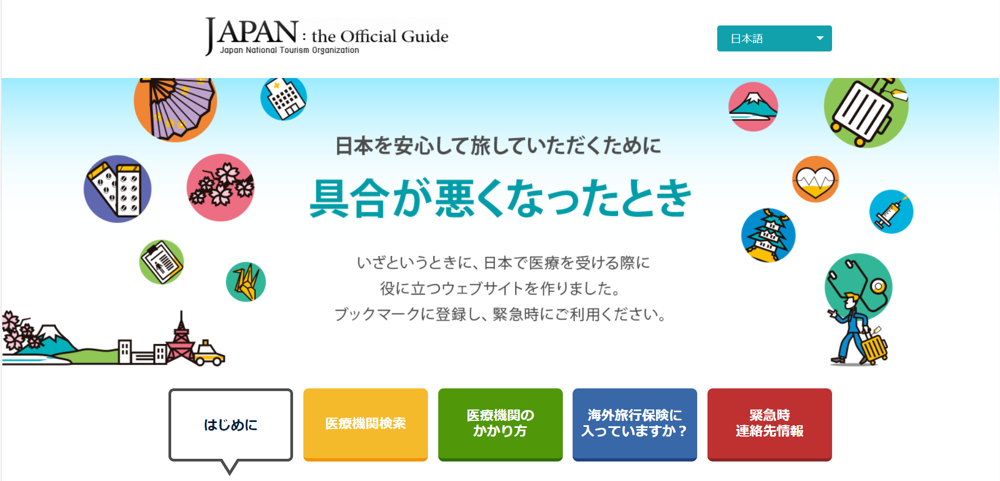 JAPAN: the Official Guide
Japan National Tourism Organization
日本語
日本を安心して旅していただくために
具合が悪くなったとき
いざというときに、日本で医療を受ける際に
役に立つウェブサイトを作りました。
ブックマークに登録し、緊急時にご利用ください。
はじめに
医療機関検索
医療機関の
かかり方
海外旅行保険に
入っていますか？
緊急時
連絡先情報